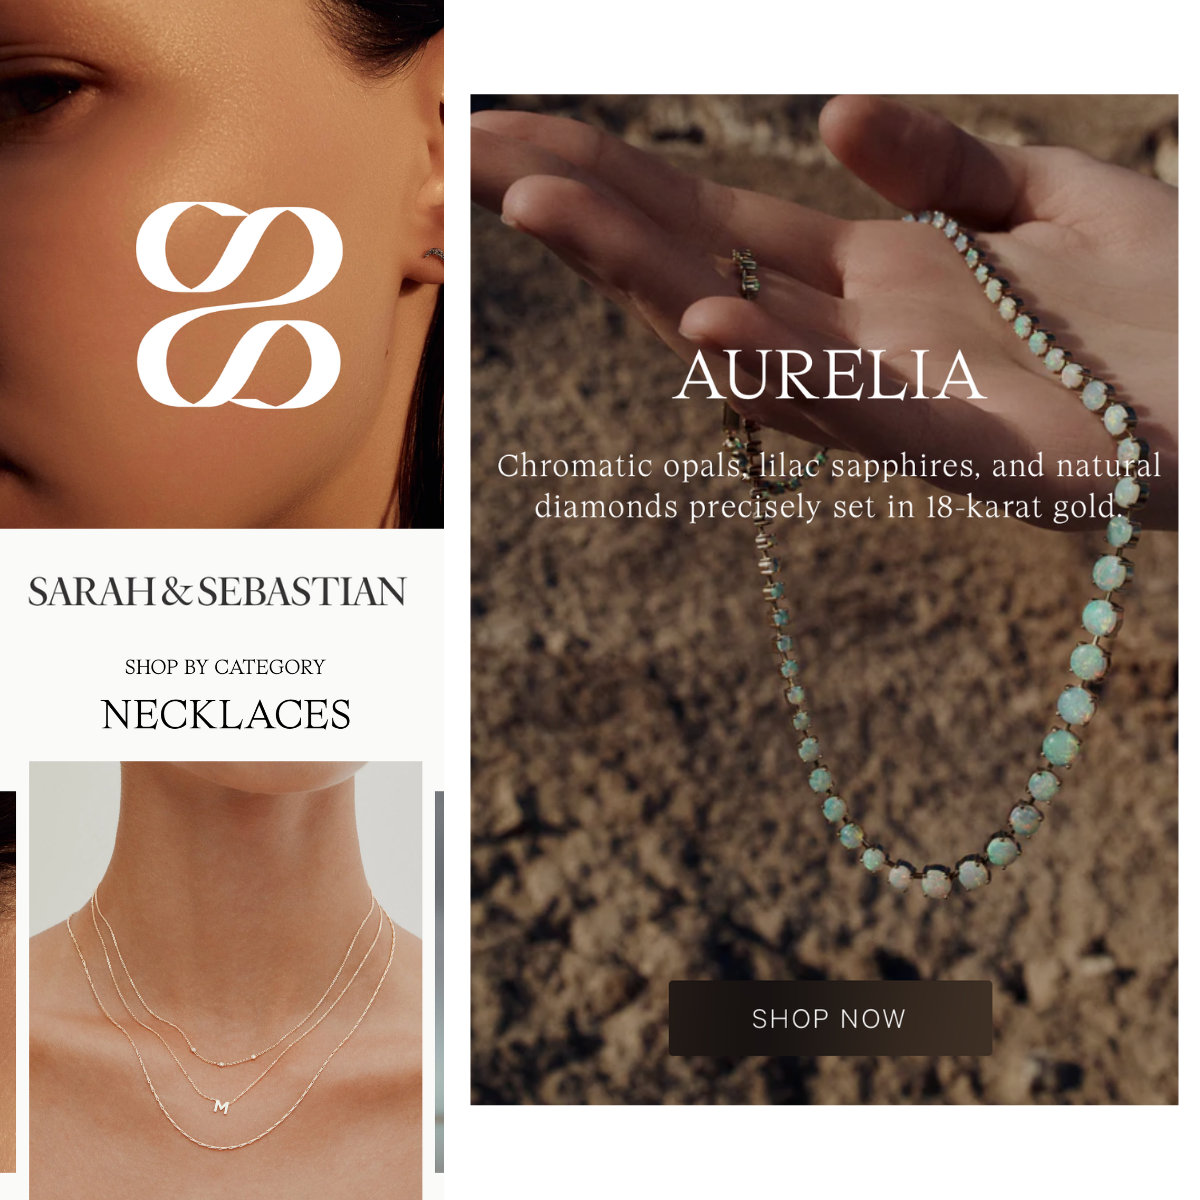 SARAH & SEBASTIAN
SHOP BY CATEGORY
NECKLACES
M
AURELIA
Chromatic opals, lilac sapphires, and natural
diamonds precisely set in 18-karat gold.
SHOP NOW